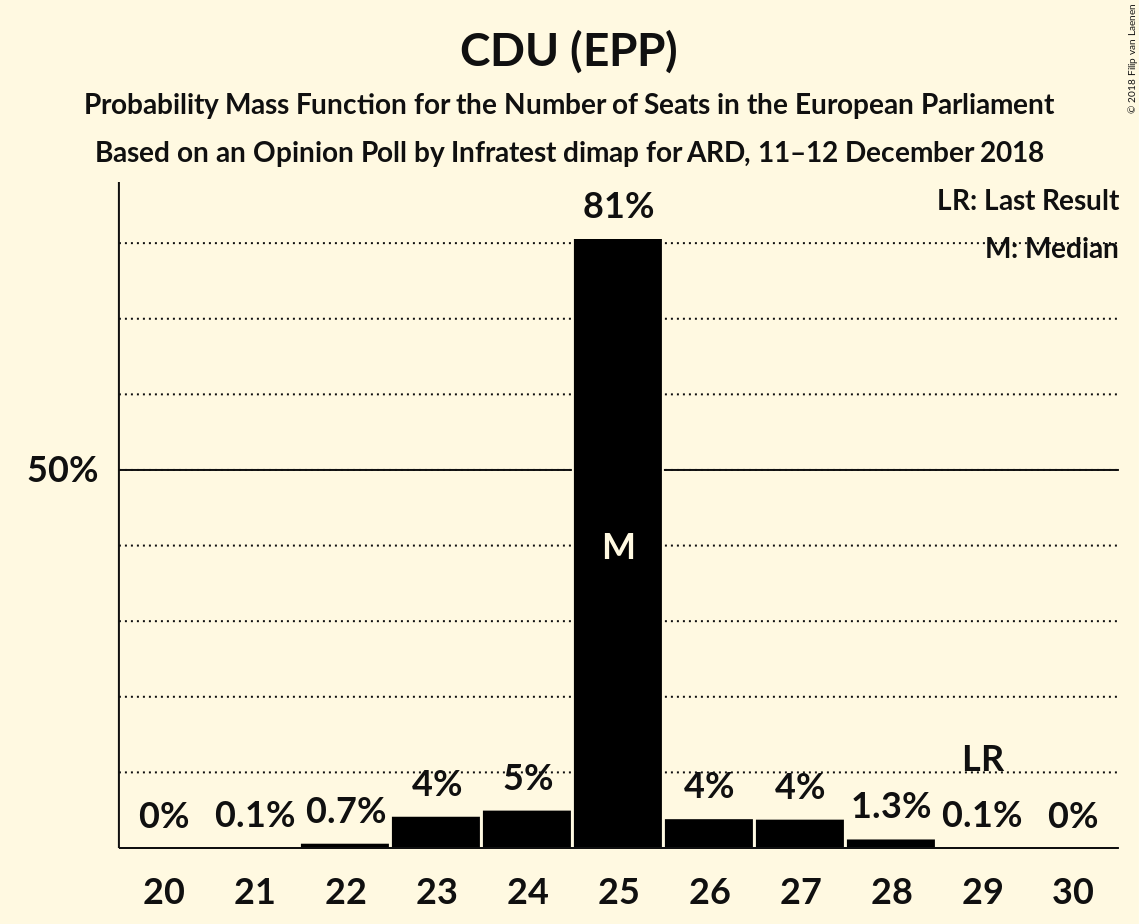 CDU (EPP)
Probability Mass Function for the Number of Seats in the European Parliament
Based on an Opinion Poll by Infratest dimap for ARD, 11–12 December 2018
© 2018 Filip van Laenen
LR: Last Result
M: Median
81%
50%
M
LR
0% 0.1% 0.7% 4% 5% 4% 4% 1.3% 0.1% 0%
20 21 22 23 24 25 26 27 28 29 30